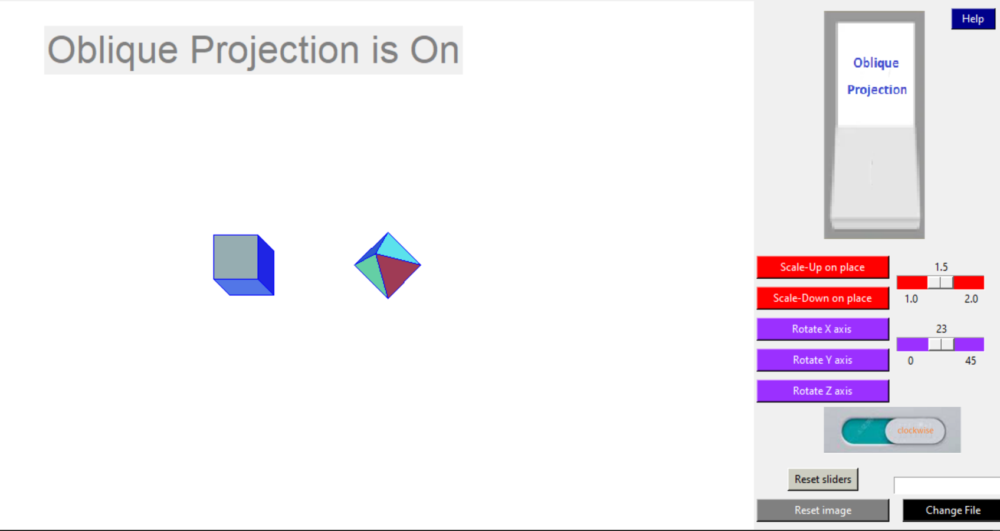 Oblique Projection is On
Help
Oblique
Projection
Scale-Up on place
1.5
1.0 2.0
Scale-Down on place
Rotate X axis
23
0 45
Rotate Y axis
Rotate Z axis
clockwise
Reset sliders
Reset image
Change File